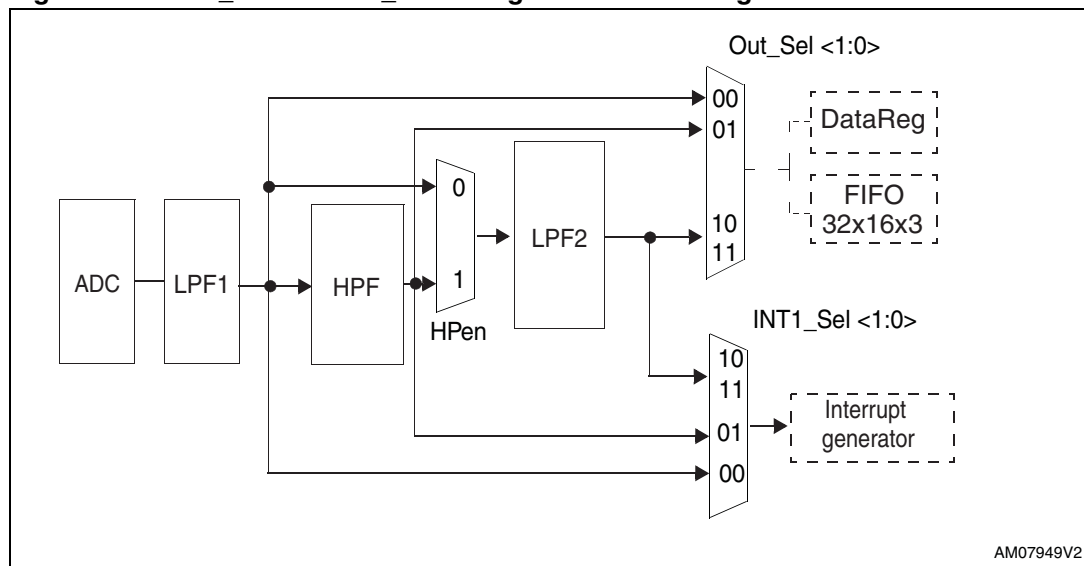 Out_Sel <1:0>
00
01
DataReg
FIFO
32x16x3
0
10
11
ADC
LPF1
HPF
1
LPF2
HPen
INT1_Sel <1:0>
10
11
01
00
Interrupt
generator
AM07949V2